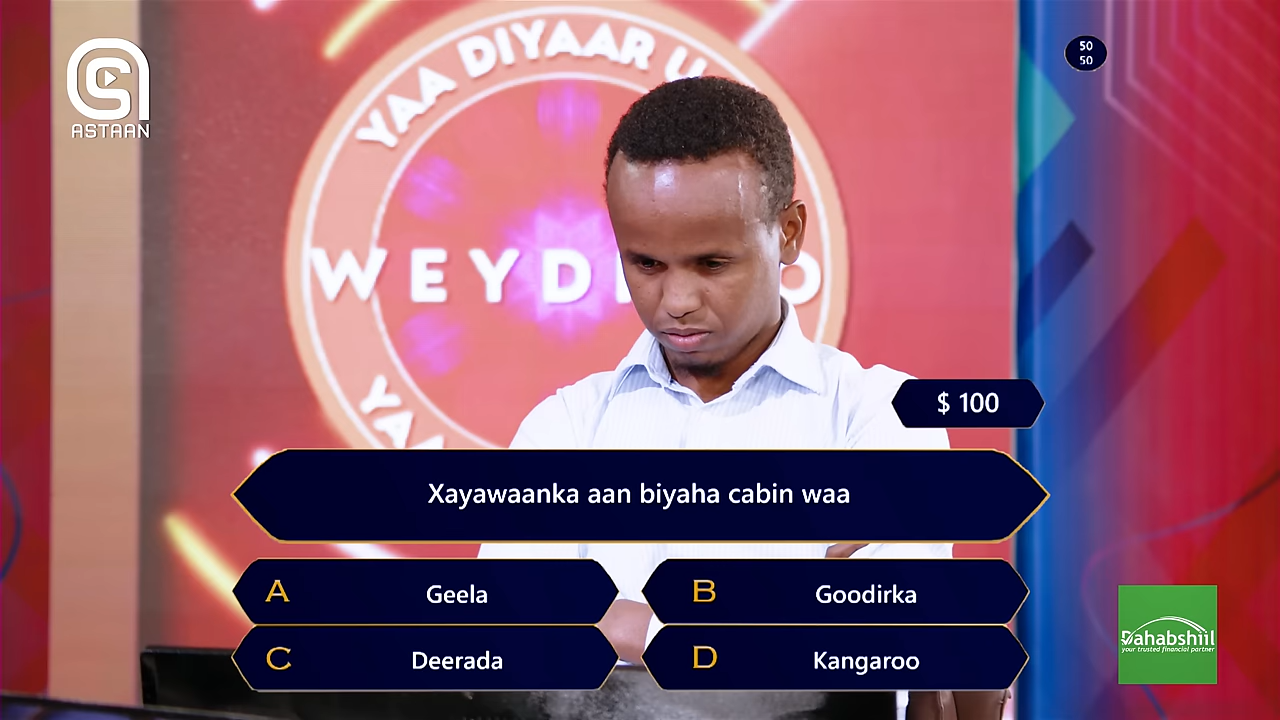 ASTAAN
50
50
YAA DIYAAR U
WEYD
$ 100
Xayawaanka aan biyaha cabin waa
A Geela
B Goodirka
C Deerada
D Kangaroo
Dahabshiil
your trusted financial partner